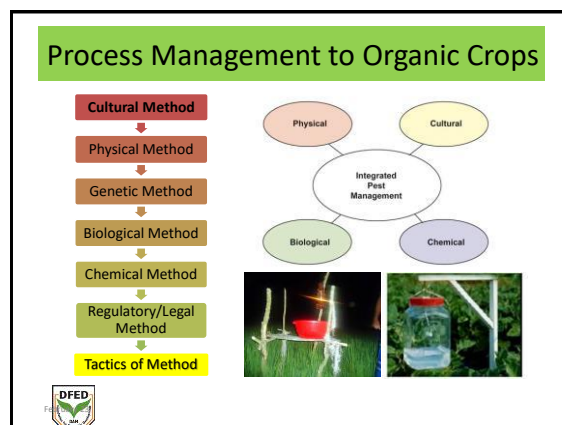 Process Management to Organic Crops
Cultural Method
Physical Method
Genetic Method
Biological Method
Chemical Method
Regulatory/Legal
Method
Tactics of Method
Physical
Cultural
Integrated
Pest
Management
Biological
Chemical
DFED